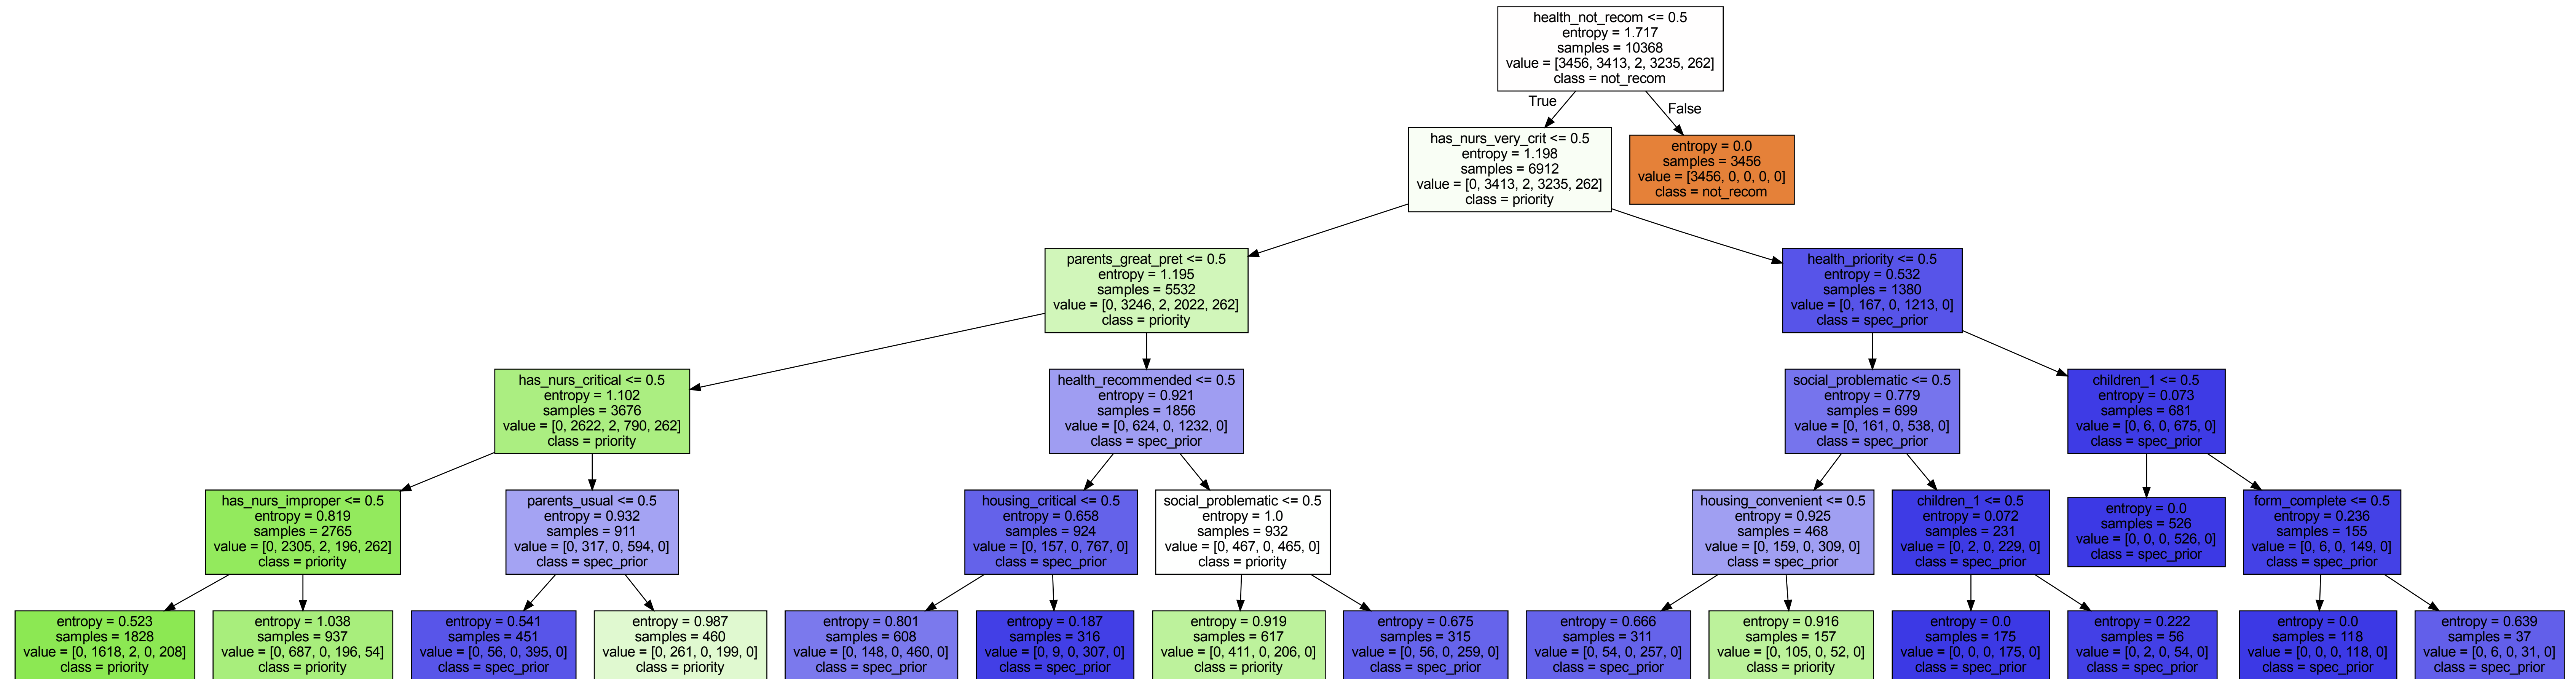 health_not_recom <= 0.5
entropy = 1.717
samples = 10368
value = [3456, 3413, 2, 3235, 262]
class = not_recom
True
False
has_nurs_very_crit <= 0.5
entropy = 1.198
samples = 6912
value = [0, 3413, 2, 3235, 262]
class = priority
entropy = 0.0
samples = 3456
value = [3456, 0, 0, 0, 0]
class = not_recom
parents_great_pret <= 0.5
entropy = 1.195
samples = 5532
value = [0, 3246, 2, 2022, 262]
class = priority
health_priority <= 0.5
entropy = 0.532
samples = 1380
value = [0, 167, 0, 1213, 0]
class = spec_prior
has_nurs_critical <= 0.5
entropy = 1.102
samples = 3676
value = [0, 2622, 2, 790, 262]
class = priority
health_recommended <= 0.5
entropy = 0.921
samples = 1856
value = [0, 624, 0, 1232, 0]
class = spec_prior
social_problematic <= 0.5
entropy = 0.779
samples = 699
value = [0, 161, 0, 538, 0]
class = spec_prior
children_1 <= 0.5
entropy = 0.073
samples = 681
value = [0, 6, 0, 675, 0]
class = spec_prior
has_nurs_improper <= 0.5
entropy = 0.819
samples = 2765
value = [0, 2305, 2, 196, 262]
class = priority
parents_usual <= 0.5
entropy = 0.932
samples = 911
value = [0, 317, 0, 594, 0]
class = spec_prior
housing_critical <= 0.5
entropy = 0.658
samples = 924
value = [0, 157, 0, 767, 0]
class = spec_prior
social_problematic <= 0.5
entropy = 1.0
samples = 932
value = [0, 467, 0, 465, 0]
class = priority
housing_convenient <= 0.5
entropy = 0.925
samples = 468
value = [0, 159, 0, 309, 0]
class = spec_prior
children_1 <= 0.5
entropy = 0.072
samples = 231
value = [0, 2, 0, 229, 0]
class = spec_prior
entropy = 0.0
samples = 526
value = [0, 0, 0, 526, 0]
class = spec_prior
form_complete <= 0.5
entropy = 0.236
samples = 155
value = [0, 6, 0, 149, 0]
class = spec_prior
entropy = 0.523
samples = 1828
value = [0, 1618, 2, 0, 208]
class = priority
entropy = 1.038
samples = 937
value = [0, 687, 0, 196, 54]
class = priority
entropy = 0.541
samples = 451
value = [0, 56, 0, 395, 0]
class = spec_prior
entropy = 0.987
samples = 460
value = [0, 261, 0, 199, 0]
class = priority
entropy = 0.801
samples = 608
value = [0, 148, 0, 460, 0]
class = spec_prior
entropy = 0.187
samples = 316
value = [0, 9, 0, 307, 0]
class = spec_prior
entropy = 0.919
samples = 617
value = [0, 411, 0, 206, 0]
class = priority
entropy = 0.675
samples = 315
value = [0, 56, 0, 259, 0]
class = spec_prior
entropy = 0.666
samples = 311
value = [0, 54, 0, 257, 0]
class = spec_prior
entropy = 0.916
samples = 157
value = [0, 105, 0, 52, 0]
class = priority
entropy = 0.0
samples = 175
value = [0, 0, 0, 175, 0]
class = spec_prior
entropy = 0.222
samples = 56
value = [0, 2, 0, 54, 0]
class = spec_prior
entropy = 0.0
samples = 118
value = [0, 0, 0, 118, 0]
class = spec_prior
entropy = 0.639
samples = 37
value = [0, 6, 0, 31, 0]
class = spec_prior